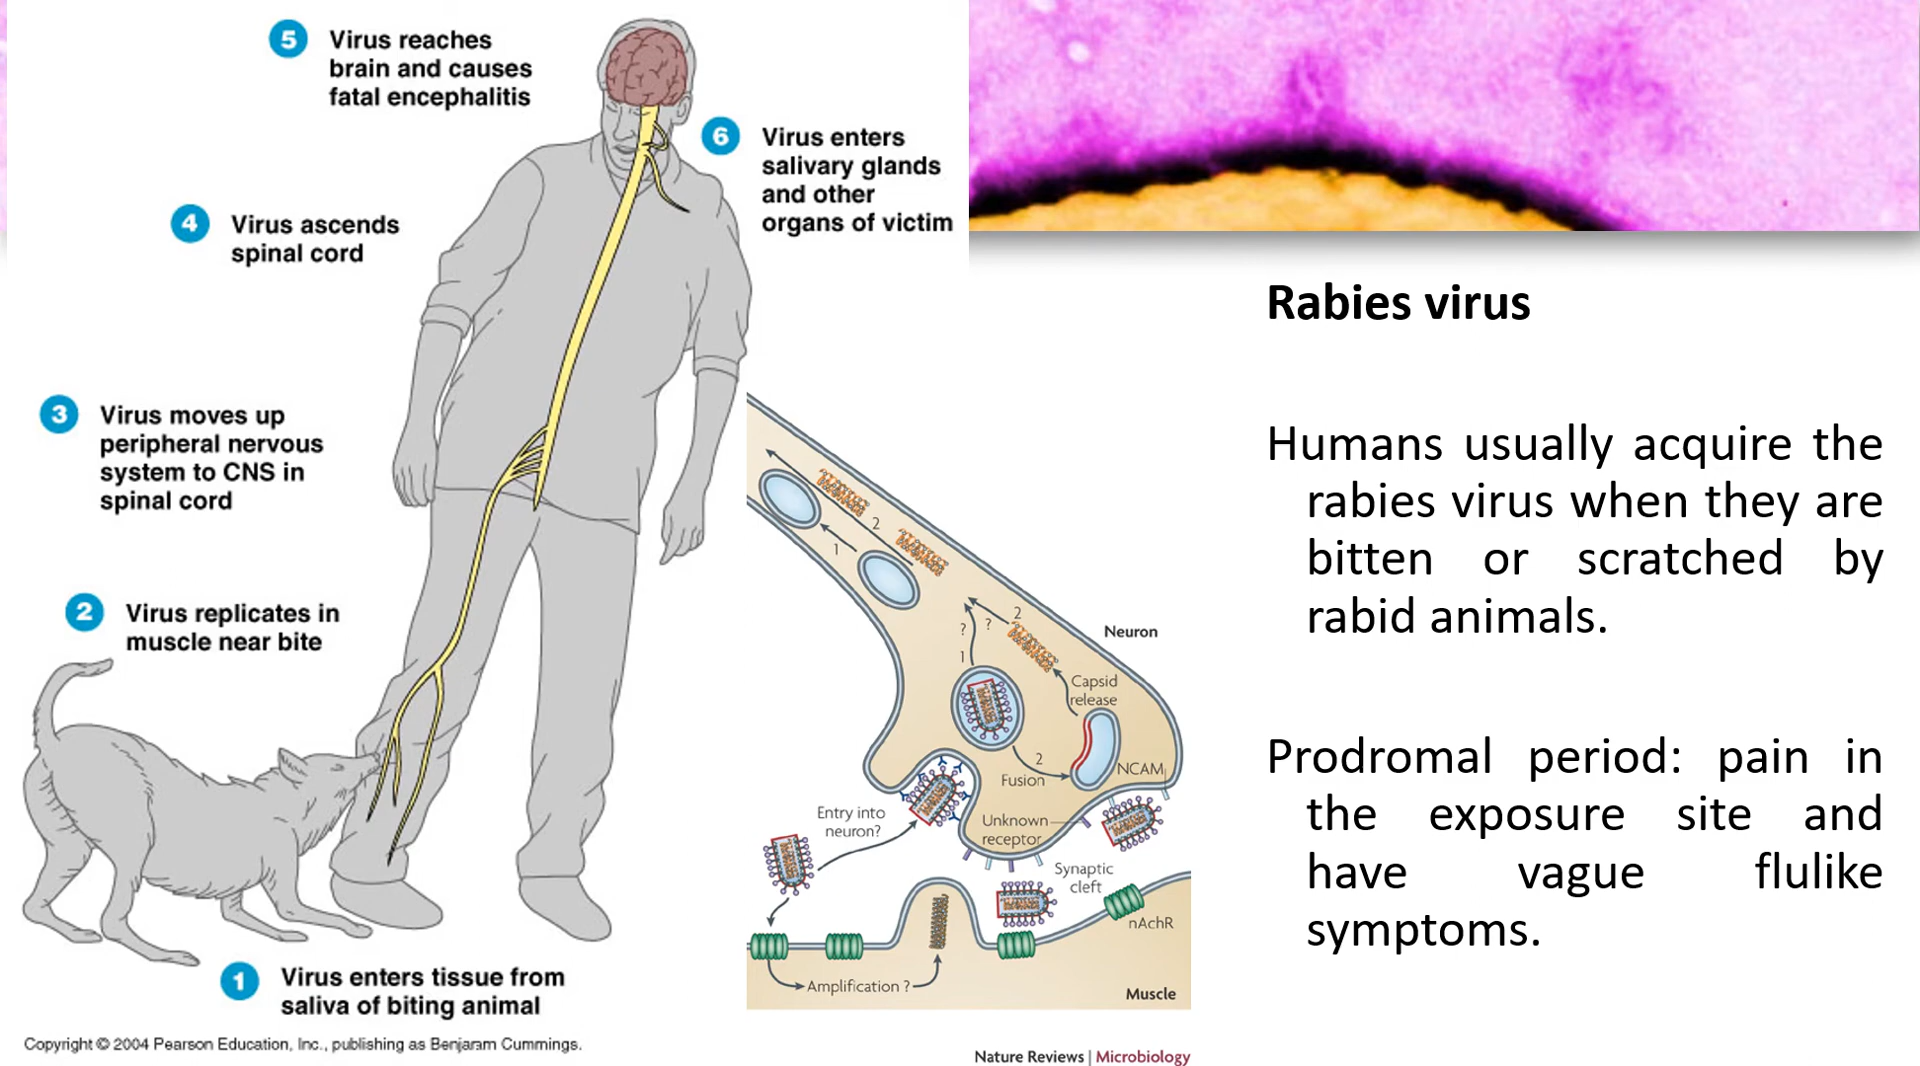 5 Virus reaches
brain and causes
fatal encephalitis
6 Virus enters
salivary glands
and other
organs of victim
4 Virus ascends
spinal cord
3 Virus moves up
peripheral nervous
system to CNS in
spinal cord
2 Virus replicates in
muscle near bite
1 Virus enters tissue from
saliva of biting animal
Copyright © 2004 Pearson Education, Inc., publishing as Benjamin Cummings.
2
1
2
?
?
1
Neuron
Capsid
release
2
Fusion
NCAM
Entry into
neuron?
Unknown
receptor
Synaptic
cleft
nAchR
Amplification ?
Muscle
Nature Reviews | Microbiology
Rabies virus
Humans usually acquire the
rabies virus when they are
bitten or scratched by
rabid animals.
Prodromal period: pain in
the exposure site and
have vague flulike
symptoms.